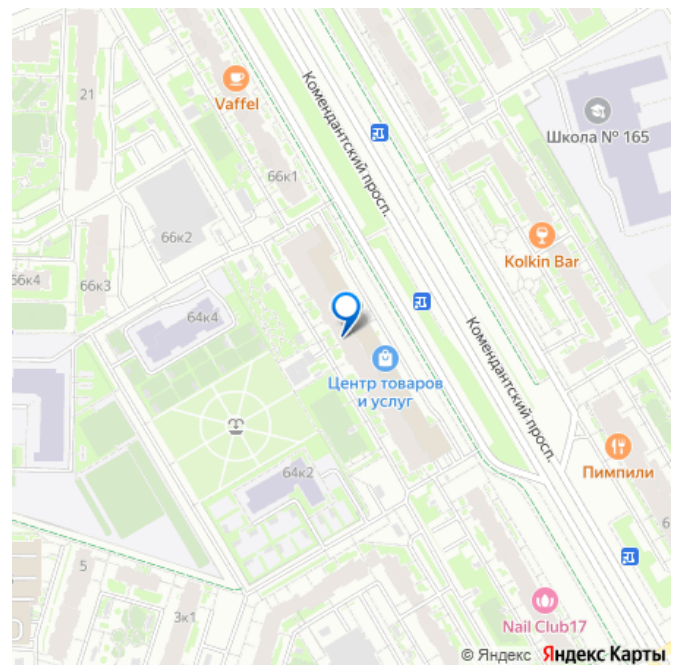 Vaffel
21
Комендантский просп.
Школа № 165
66к1
66к2
Kolkin Bar
66к4
66к3
64к4
Комендантский просп.
Центр товаров
и услуг
Пимпили
64к2
5
3к1
Nail Club17
© Яндекс Яндекс Карты